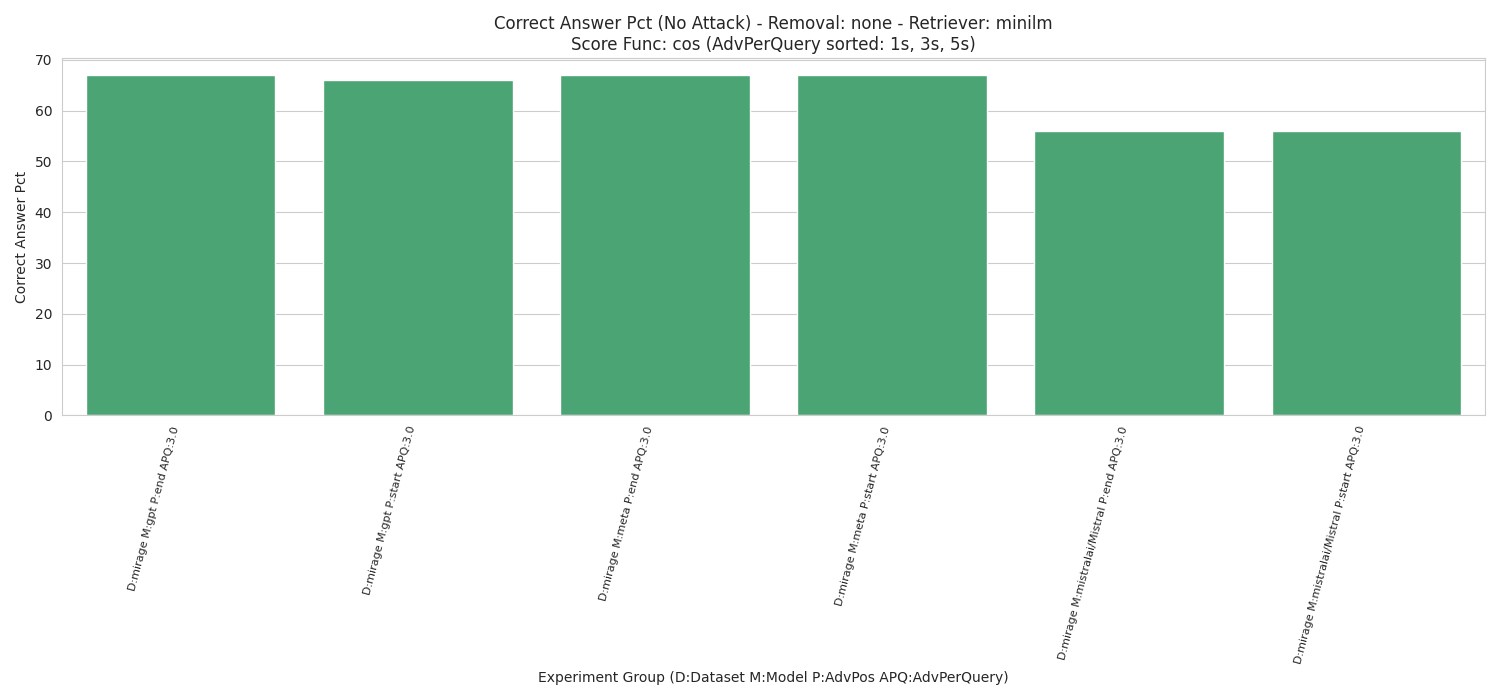 Correct Answer Pct (No Attack) - Removal: none - Retriever: minilm
Score Func: cos (AdvPerQuery sorted: 1s, 3s, 5s)
Correct Answer Pct
70
60
50
40
30
20
10
0
D:mirage M:gpt P:end APQ:3.0
D:mirage M:gpt P:start APQ:3.0
D:mirage M:meta P:end APQ:3.0
D:mirage M:meta P:start APQ:3.0
D:mirage M:mistralai/Mistral P:end APQ:3.0
D:mirage M:mistralai/Mistral P:start APQ:3.0
Experiment Group (D:Dataset M:Model P:AdvPos APQ:AdvPerQuery)